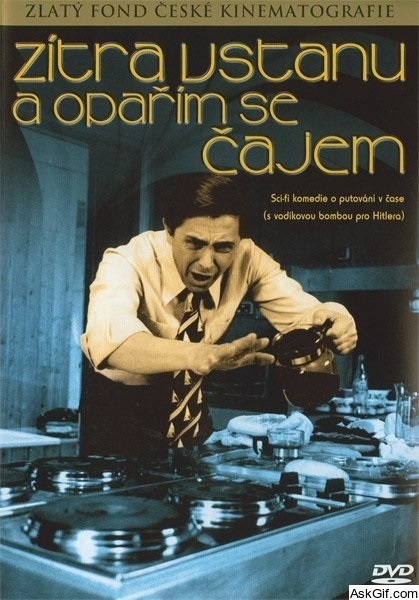 ZLATÝ FOND ČESKÉ KINEMATOGRAFIE
zítra vstanu
a opařím se
čajem
Sci-fi komedie o putování v čase
(s vodíkovou bombou pro Hitlera)
DVD
AskGif.com